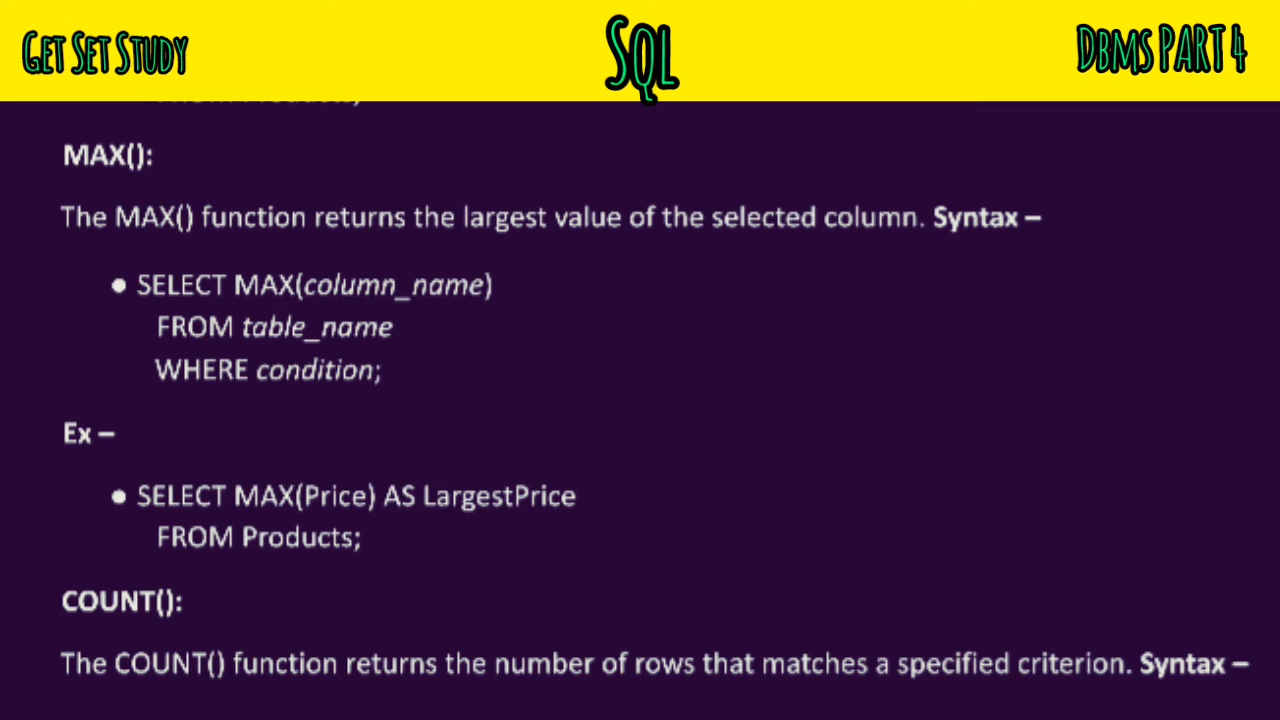 Get Set Study
Sql
Dbms PART 4
MAX():
The MAX() function returns the largest value of the selected column. Syntax –
● SELECT MAX(column_name)
FROM table_name
WHERE condition;
Ex –
● SELECT MAX(Price) AS LargestPrice
FROM Products;
COUNT():
The COUNT() function returns the number of rows that matches a specified criterion. Syntax –